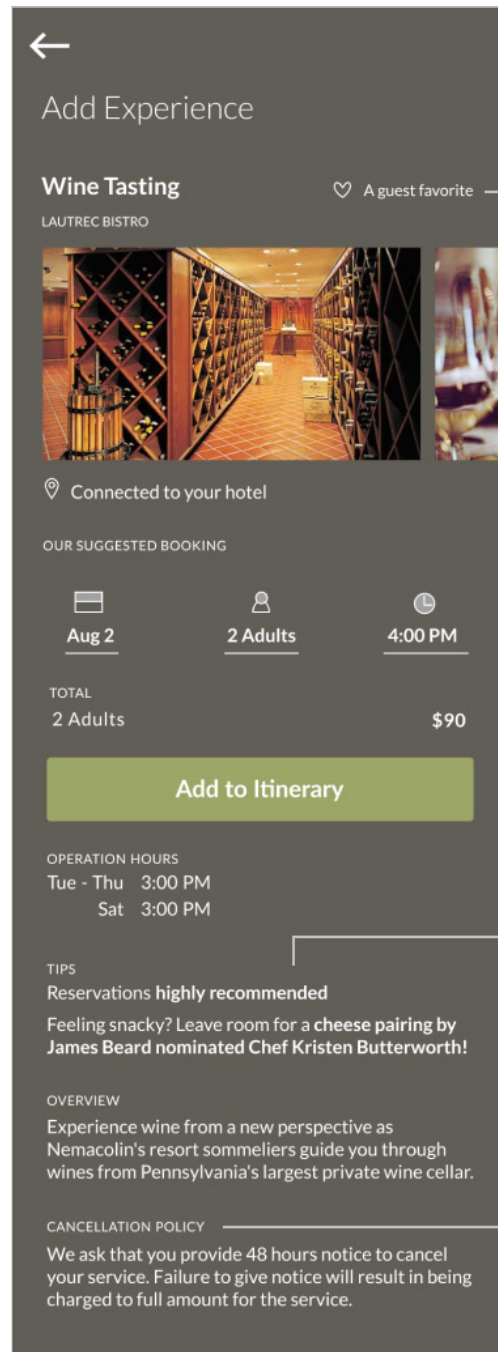 Add Experience
Wine Tasting
A guest favorite
LAUTREC BISTRO
Connected to your hotel
OUR SUGGESTED BOOKING
Aug 2 2 Adults 4:00 PM
TOTAL
2 Adults $90
Add to Itinerary
OPERATION HOURS
Tue - Thu 3:00 PM
Sat 3:00 PM
TIPS
Reservations highly recommended
Feeling snacky? Leave room for a cheese pairing by
James Beard nominated Chef Kristen Butterworth!
OVERVIEW
Experience wine from a new perspective as
Nemacolin's resort sommeliers guide you through
wines from Pennsylvania's largest private wine cellar.
CANCELLATION POLICY
We ask that you provide 48 hours notice to cancel
your service. Failure to give notice will result in being
charged to full amount for the service.